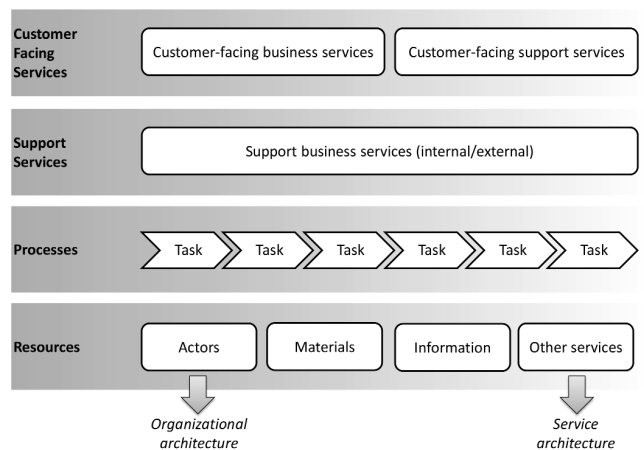 Customer
Facing
Services
Customer-facing business services
Customer-facing support services
Support
Services
Support business services (internal/external)
Processes
Task
Task
Task
Task
Task
Task
Resources
Actors
Materials
Information
Other services
Organizational
architecture
Service
architecture